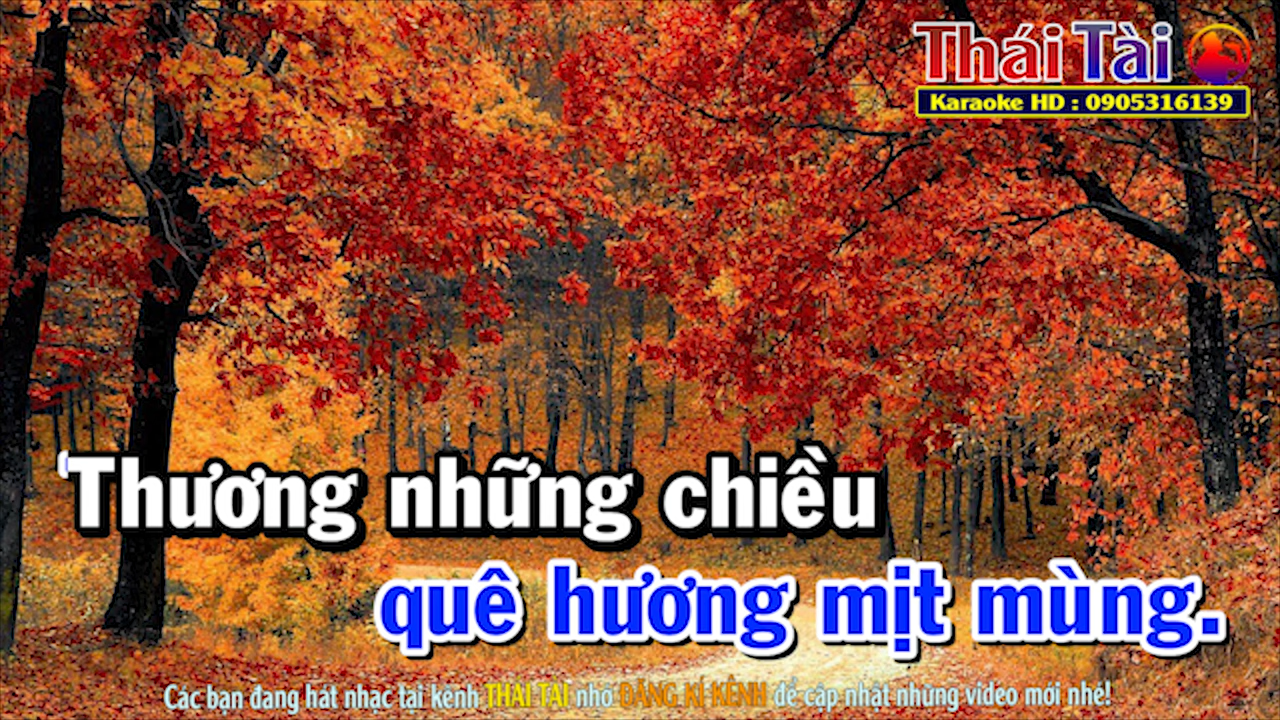 Thái Tài
Karaoke HD : 0905316139
Thương những chiều
quê hương mịt mùng.
Các bạn đang hát nhạc tại kênh THÁI TÀI nhớ ĐĂNG KÍ KÊNH để cập nhật những video mới nhé!